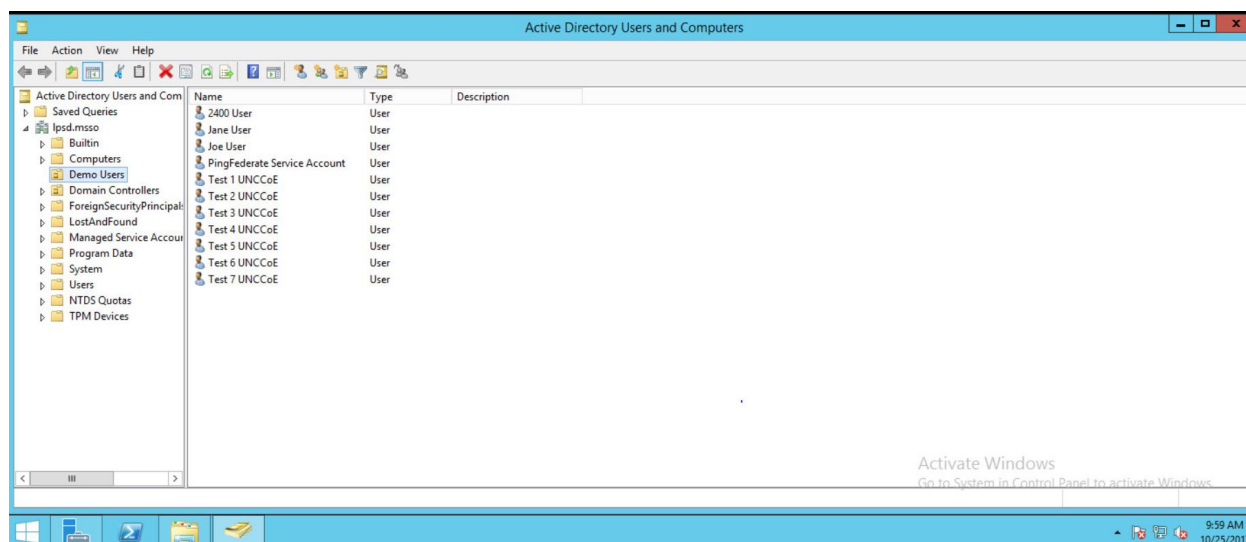 Active Directory Users and Computers
File Action View Help
Active Directory Users and Com
Saved Queries
lpsd.msso
Builtin
Computers
Demo Users
Domain Controllers
ForeignSecurityPrincipals
LostAndFound
Managed Service Accour
Program Data
System
Users
NTDS Quotas
TPM Devices
Name Type Description
2400 User User
Jane User User
Joe User User
PingFederate Service Account User
Test 1 UNCCoE User
Test 2 UNCCoE User
Test 3 UNCCoE User
Test 4 UNCCoE User
Test 5 UNCCoE User
Test 6 UNCCoE User
Test 7 UNCCoE User
Activate Windows
Go to System in Control Panel to activate Windows.
9:59 AM
10/25/201